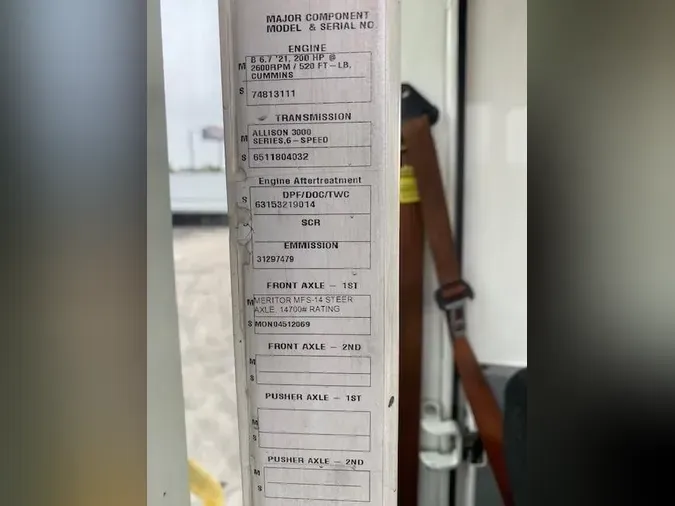 MAJOR COMPONENT
MODEL & SERIAL NO
ENGINE
M B 6.7 '21, 200 HP @
2600RPM / 520 FT-LB,
CUMMINS
S 74813111
TRANSMISSION
M ALLISON 3000
SERIES,6-SPEED
S 6511804032
Engine Aftertreatment
DPF/DOC/TWC
S 63153219014
SCR
EMMISSION
31297479
FRONT AXLE - 1ST
M MERITOR MFS-14 STEER
AXLE, 14700# RATING
S MON04512069
FRONT AXLE - 2ND
M
S
PUSHER AXLE - 1ST
M
S
PUSHER AXLE - 2ND
M
S